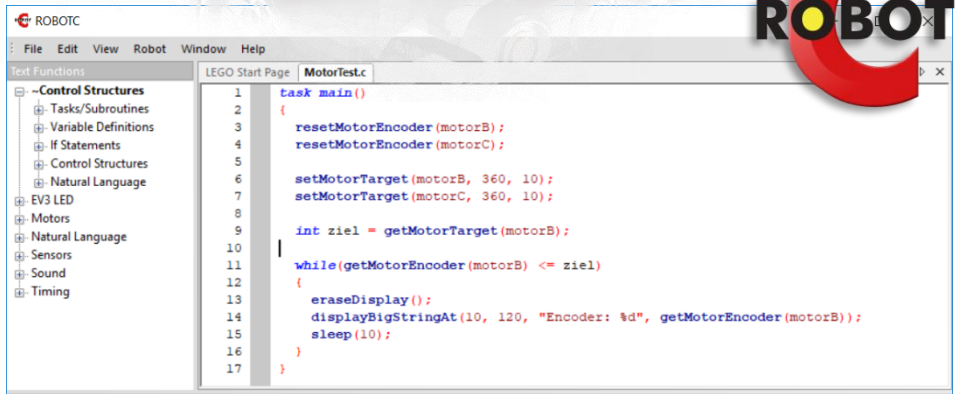 ROBOTC
ROBOT
File Edit View Robot Window Help
Text Functions
~Control Structures
Tasks/Subroutines
Variable Definitions
If Statements
Control Structures
Natural Language
EV3 LED
Motors
Natural Language
Sensors
Sound
Timing
LEGO Start Page MotorTest.c
1 task main()
2 {
3 resetMotorEncoder(motorB);
4 resetMotorEncoder(motorC);
5
6 setMotorTarget(motorB, 360, 10);
7 setMotorTarget(motorC, 360, 10);
8
9 int ziel = getMotorTarget(motorB);
10
11 while(getMotorEncoder(motorB) <= ziel)
12 {
13 eraseDisplay();
14 displayBigStringAt(10, 120, "Encoder: %d", getMotorEncoder(motorB));
15 sleep(10);
16 }
17 }